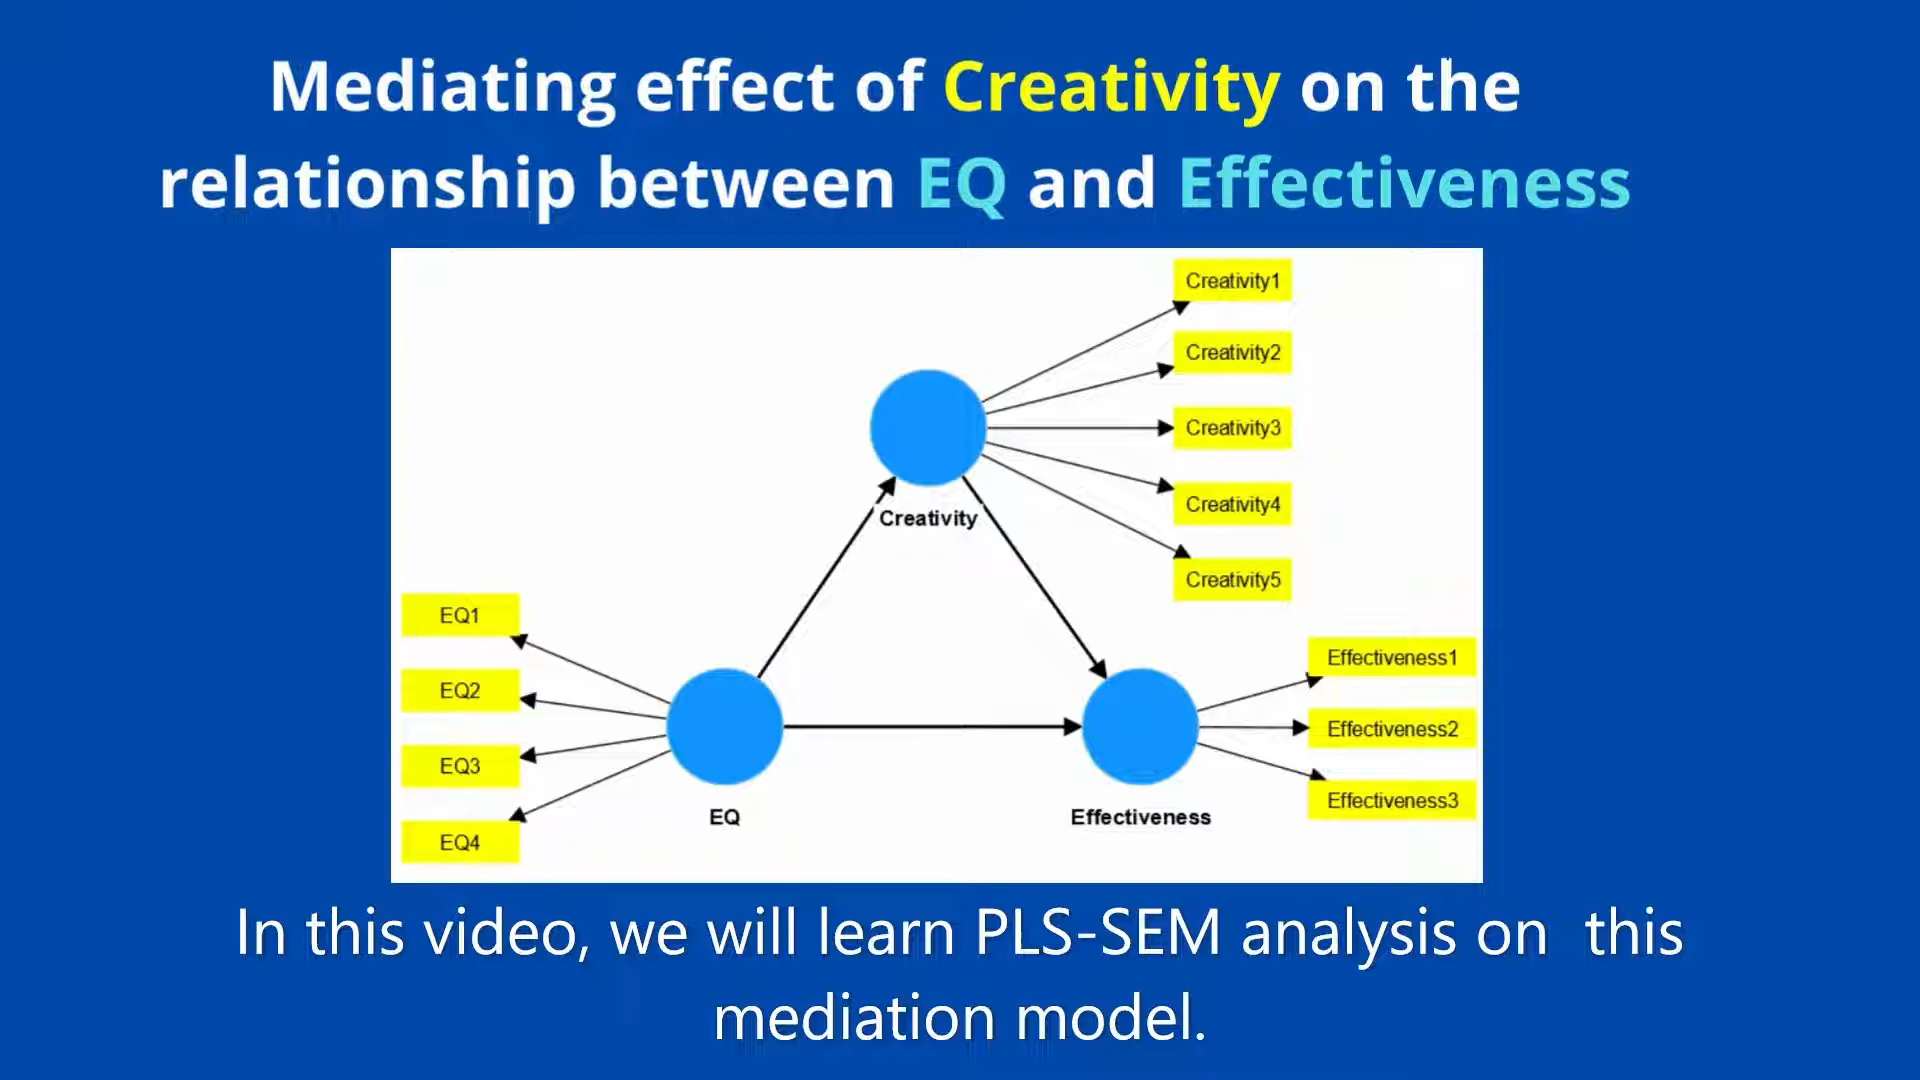 Mediating effect of Creativity on the
relationship between EQ and Effectiveness
Creativity1
Creativity2
Creativity3
Creativity4
Creativity5
Creativity
EQ1
EQ2
EQ3
EQ4
EQ
Effectiveness
Effectiveness1
Effectiveness2
Effectiveness3
In this video, we will learn PLS-SEM analysis on  this
mediation model.